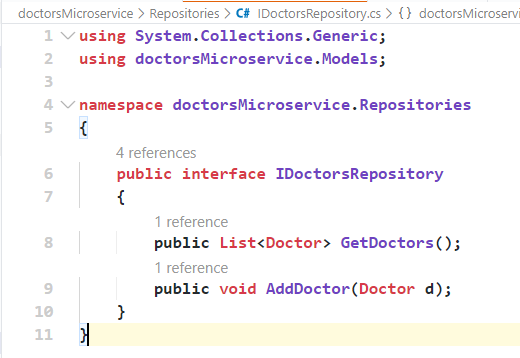 doctorsMicroservice > Repositories > C# IDoctorsRepository.cs > {} doctorsMicroservi
1 using System.Collections.Generic;
2 using doctorsMicroservice.Models;
3
4 namespace doctorsMicroservice.Repositories
5 {
4 references
6 public interface IDoctorsRepository
7 {
1 reference
8 public List<Doctor> GetDoctors();
1 reference
9 public void AddDoctor(Doctor d);
10 }
11 }